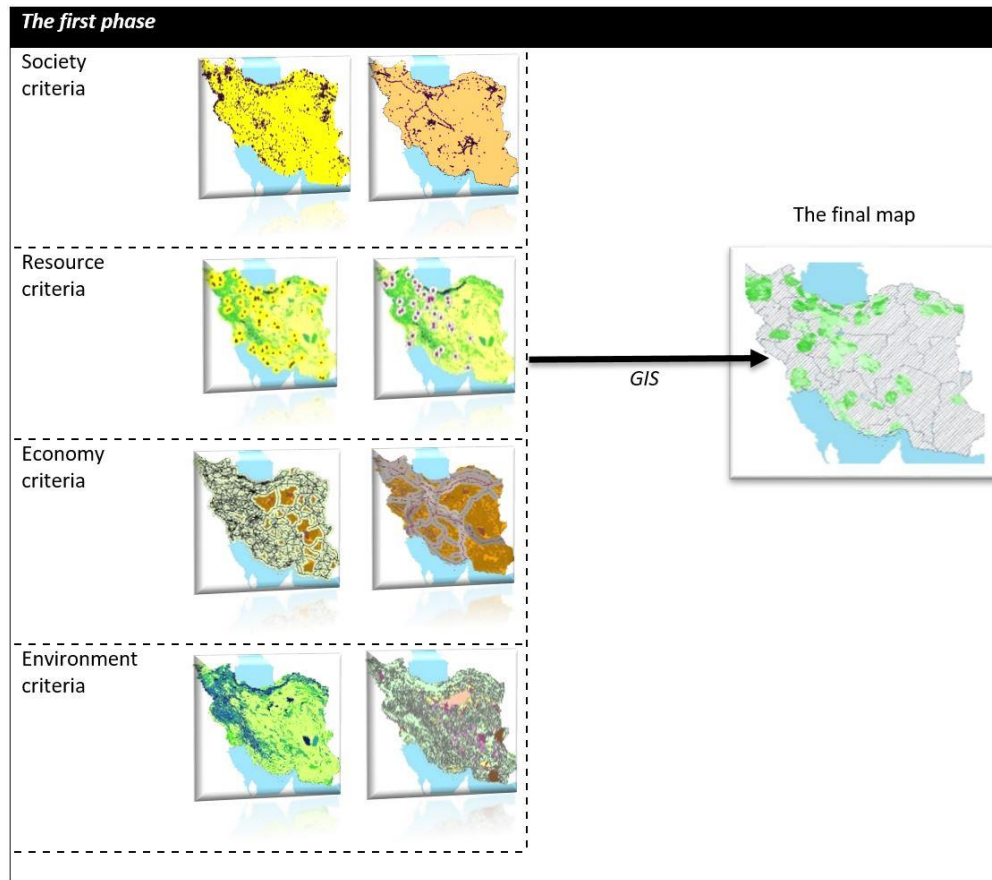 The first phase
Society
criteria
Resource
criteria
Economy
criteria
Environment
criteria
The final map
GIS